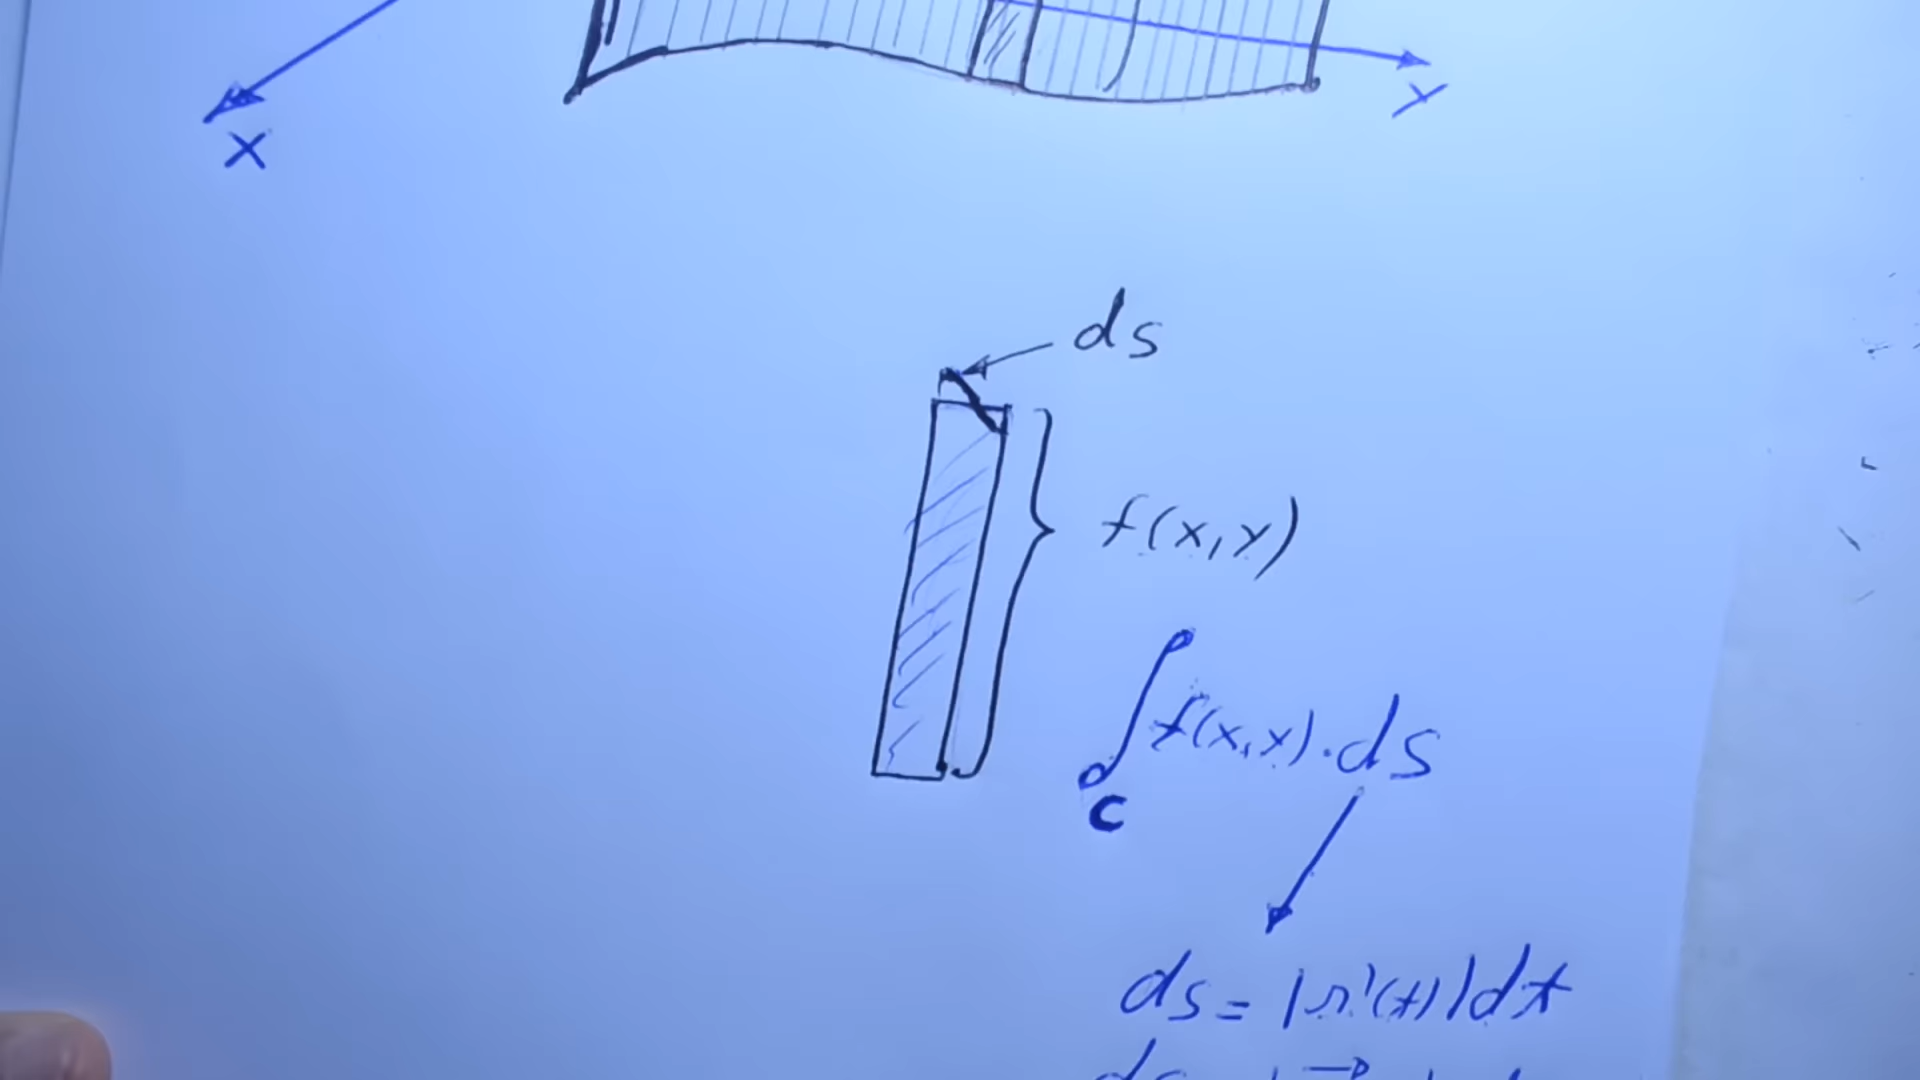 X
y
ds
f(x,y)
∫f(x,y).ds
C
ds=|r'(t)|dt